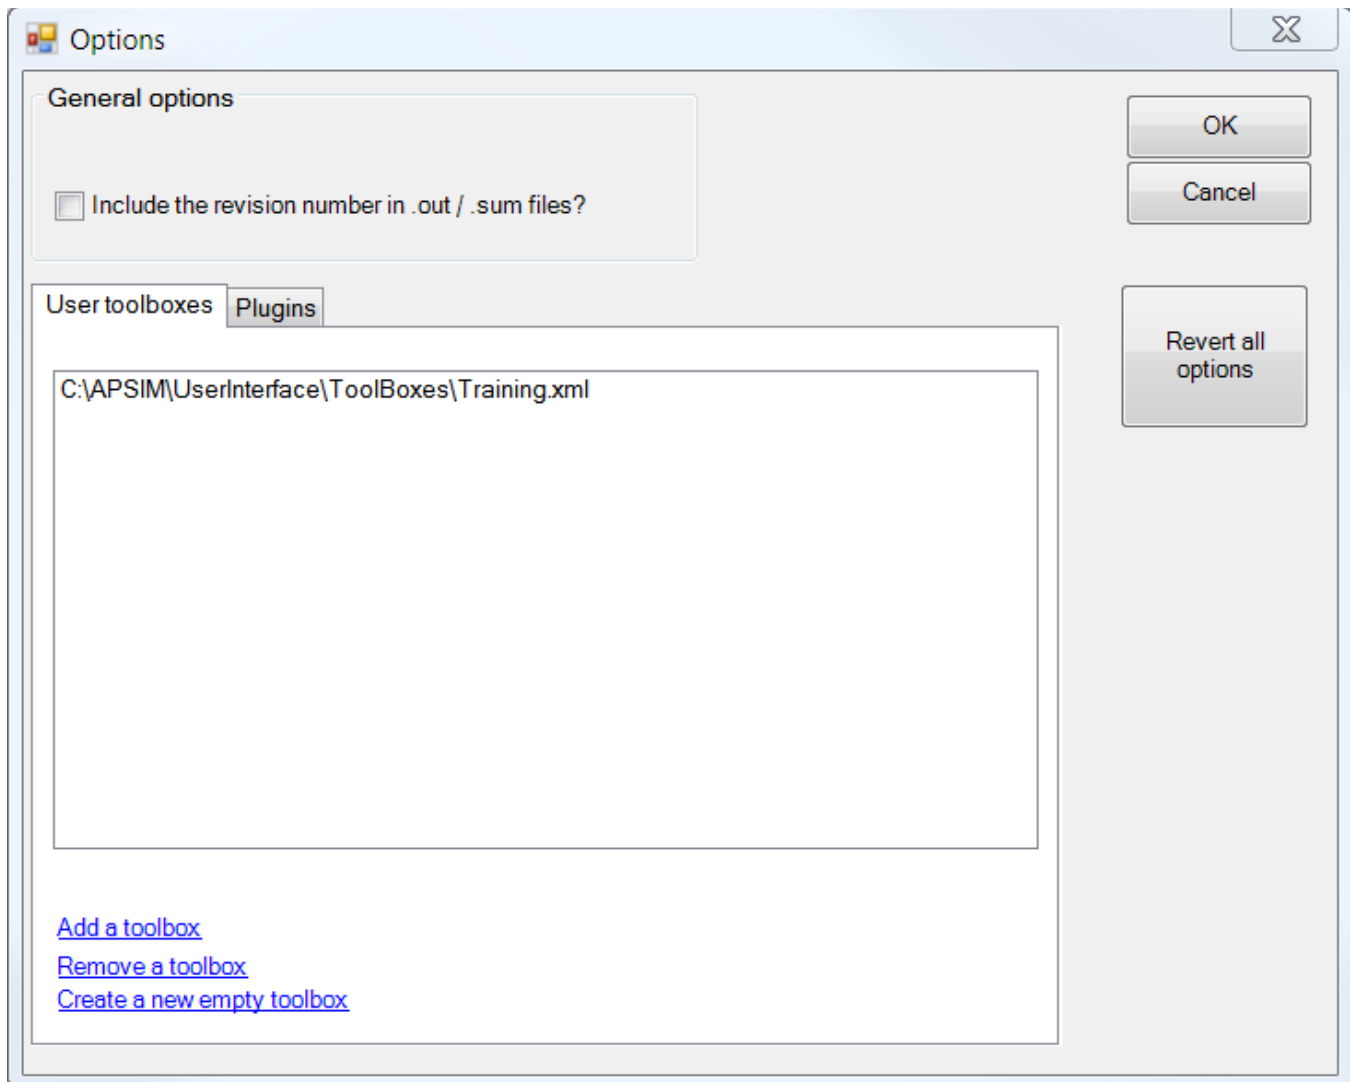 Options
General options
OK
Include the revision number in .out / .sum files?
Cancel
User toolboxes
Plugins
Revert all
options
C:\APSIM\UserInterface\ToolBoxes\Training.xml
Add a toolbox
Remove a toolbox
Create a new empty toolbox